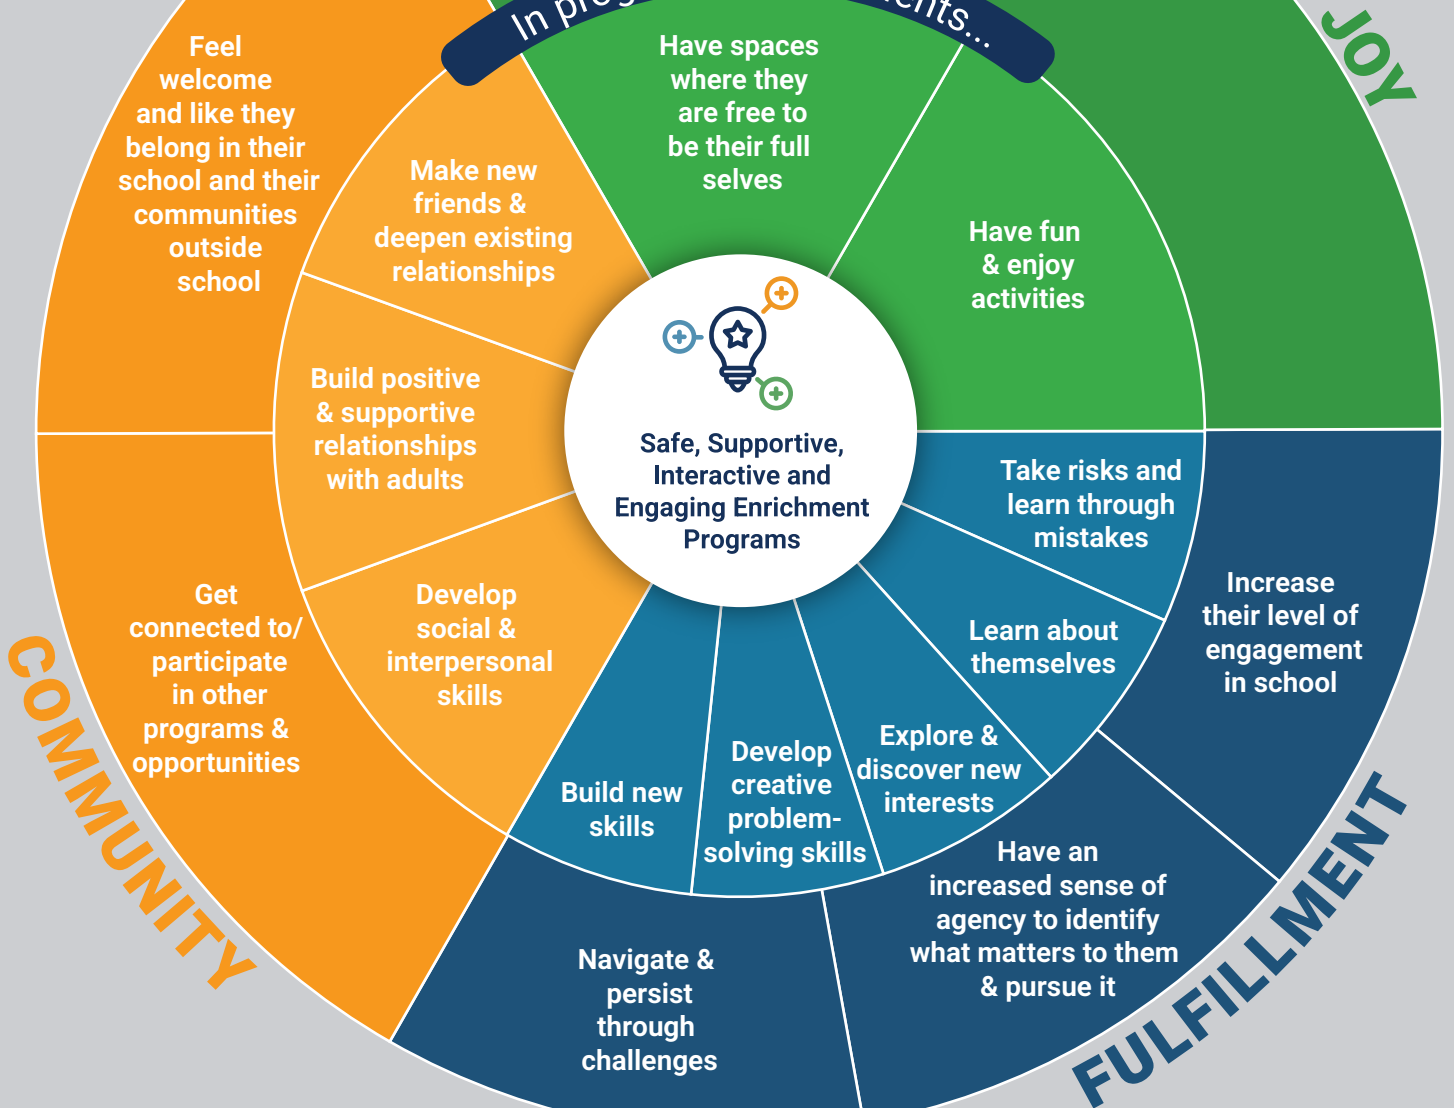 In
JOY
Have spaces
where they
are free to
be their full
selves
Have fun
& enjoy
activities
Feel
welcome
and like they
belong in their
school and their
communities
outside
school
Make new
friends &
deepen existing
relationships
Build positive
& supportive
relationships
with adults
Develop
social &
interpersonal
skills
Get
connected to/
participate
in other
programs &
opportunities
COMMUNITY
Safe, Supportive,
Interactive and
Engaging Enrichment
Programs
Take risks and
learn through
mistakes
Learn about
themselves
Explore &
discover new
interests
Develop
creative
problem-
solving skills
Build new
skills
Increase
their level of
engagement
in school
Have an
increased sense of
agency to identify
what matters to them
& pursue it
Navigate &
persist
through
challenges
FULFILLMENT